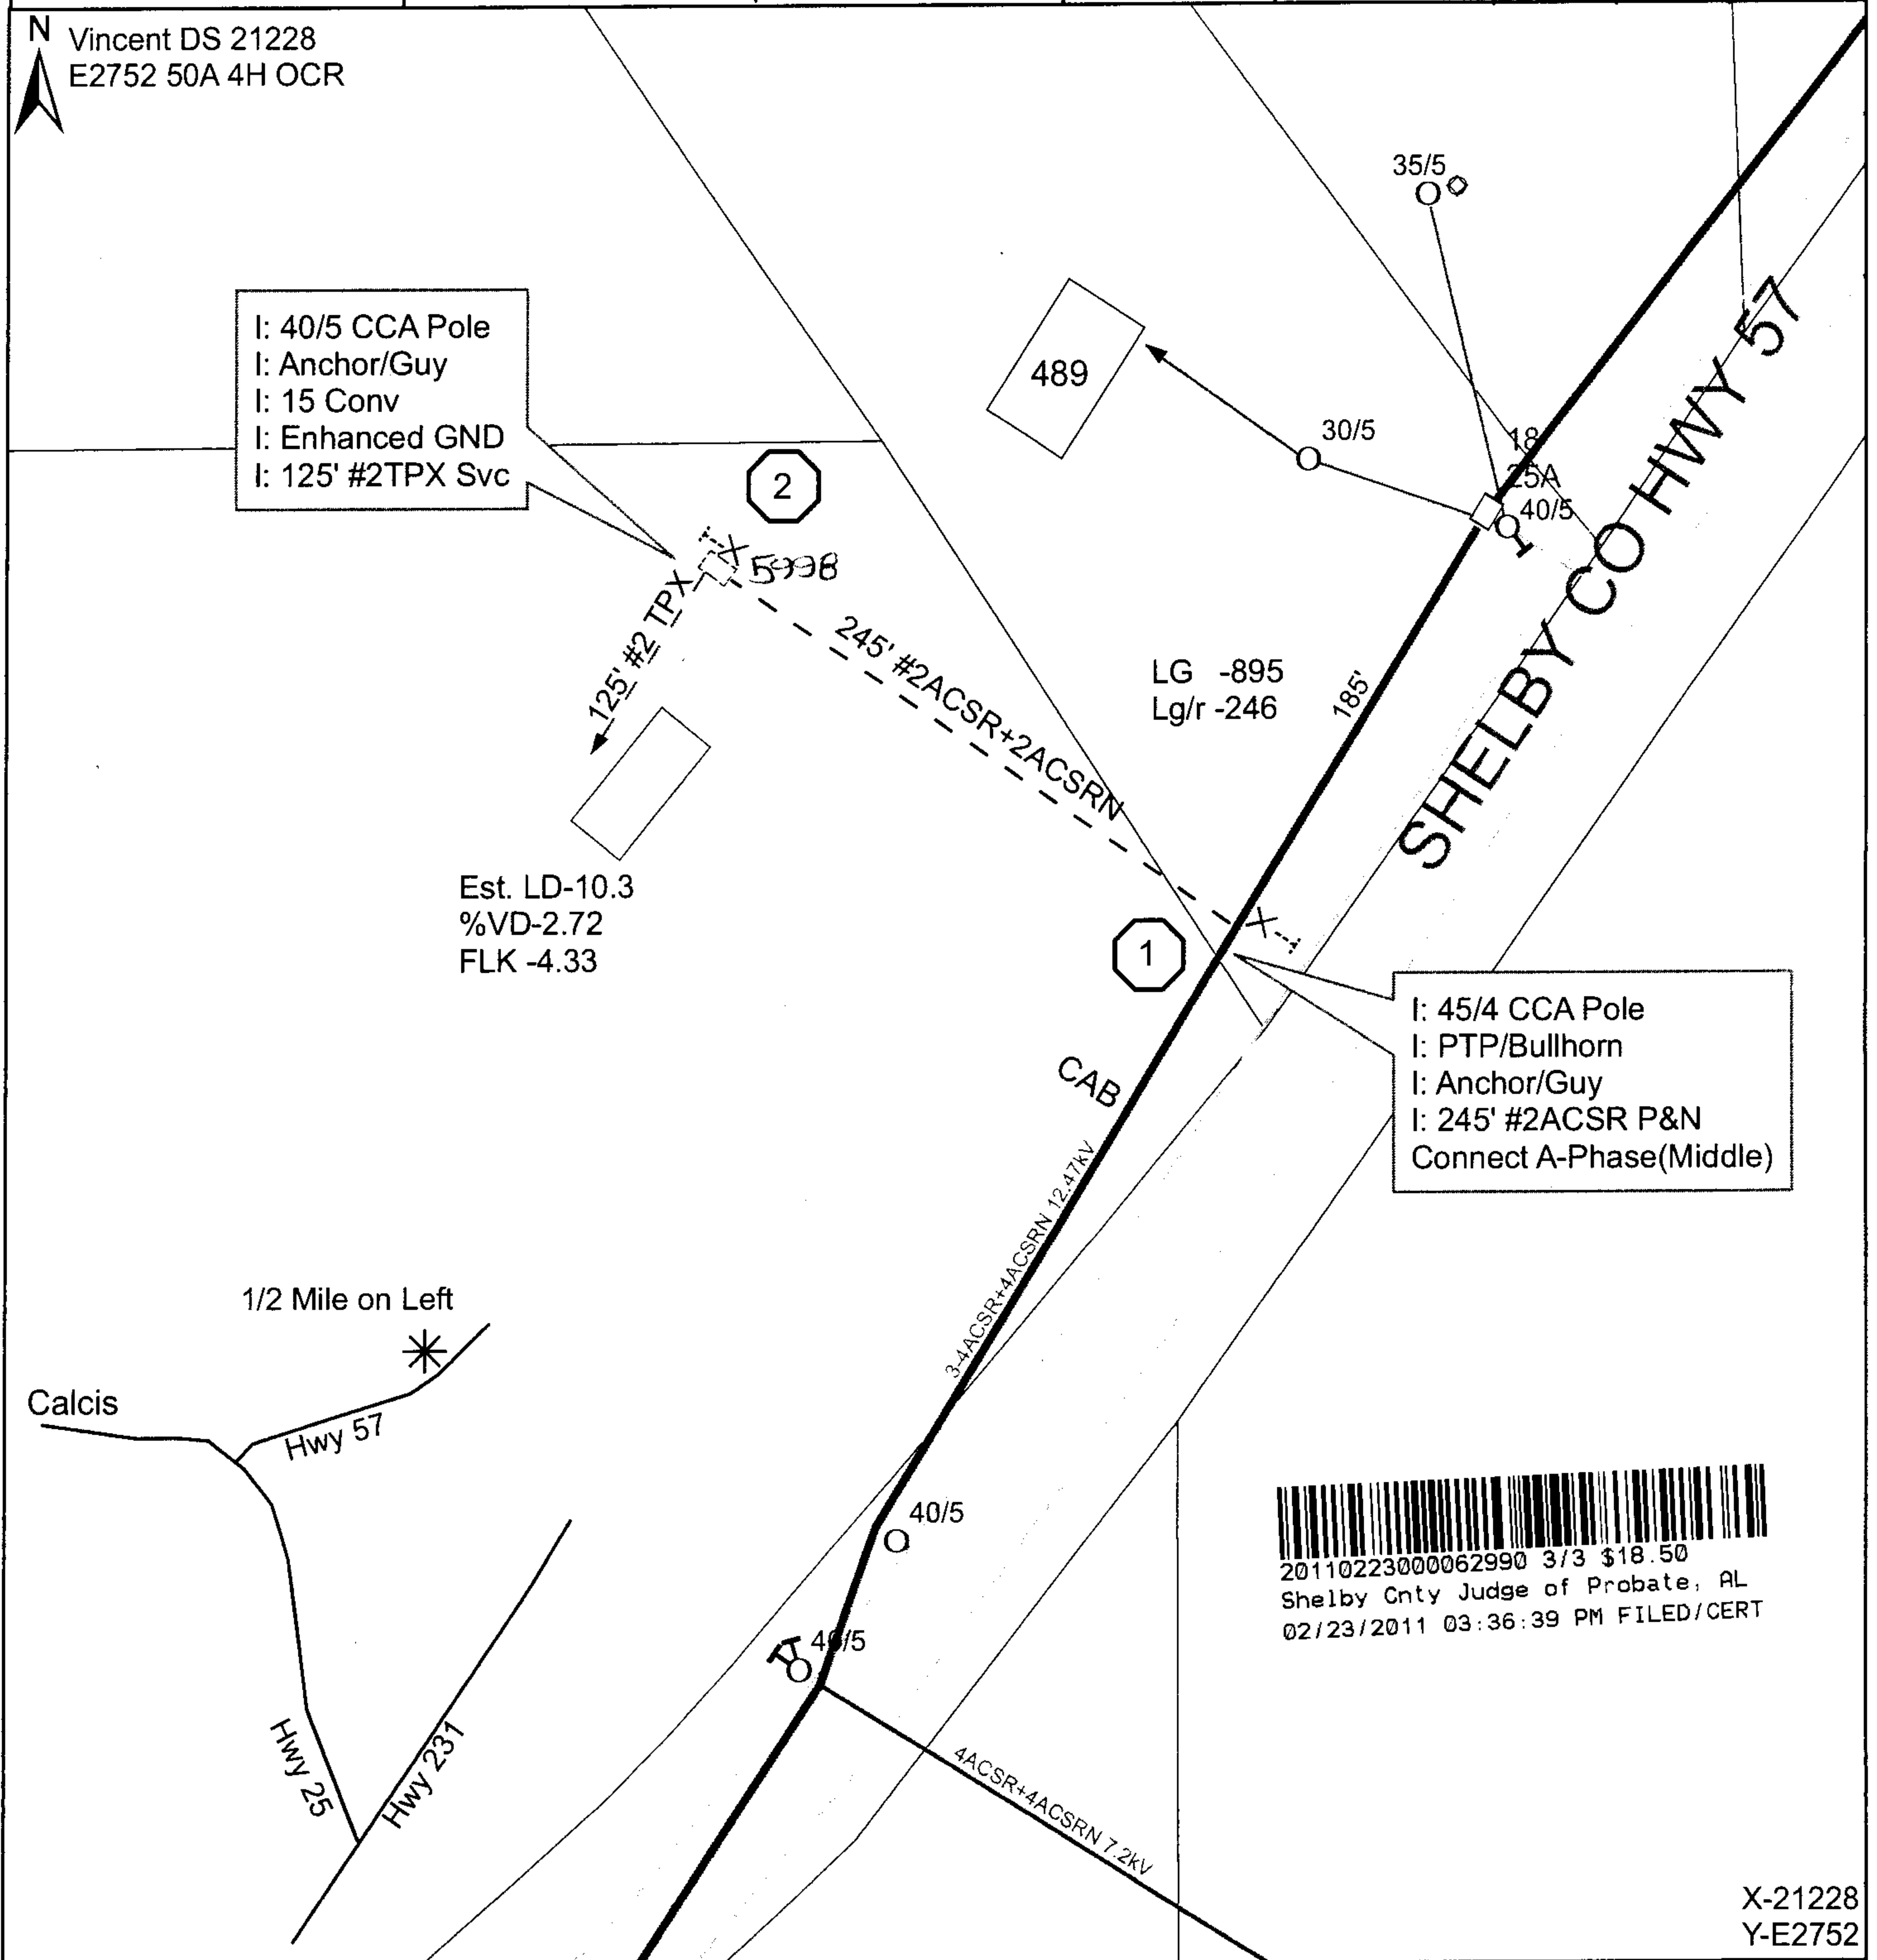 N
Vincent DS 21228
E2752 50A 4H OCR
35/5
I: 40/5 CCA Pole
I: Anchor/Guy
I: 15 Conv
I: Enhanced GND
I: 125' #2TPX Svc
489
30/5
18
25A
40/5
SHELBY CO HWY 57
2
5998
125' #2 TPX
245' #2ACSR+2ACSRN
LG -895
Lg/r -246
185'
Est. LD-10.3
%VD-2.72
FLK -4.33
1
I: 45/4 CCA Pole
I: PTP/Bullhorn
I: Anchor/Guy
I: 245' #2ACSR P&N
Connect A-Phase(Middle)
CAB
3-4ACSR+4ACSRN 12.47kV
1/2 Mile on Left
Calcis
Hwy 57
40/5
20110223000062990 3/3 $18.50
Shelby Cnty Judge of Probate, AL
02/23/2011 03:36:39 PM FILED/CERT
40/5
Hwy 25
Hwy 231
4ACSR+4ACSRN 7.2kV
X-21228
Y-E2752